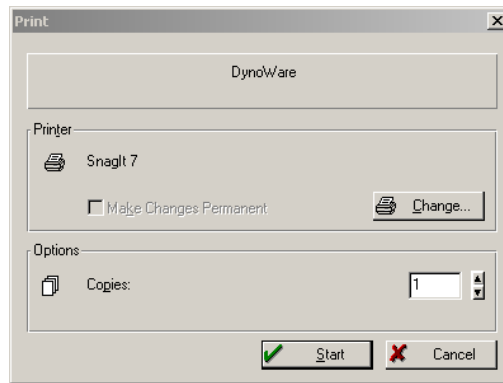 Print
DynoWare
Printer
SnagIt 7
Make Changes Permanent
Change...
Options
Copies:
1
Start
Cancel